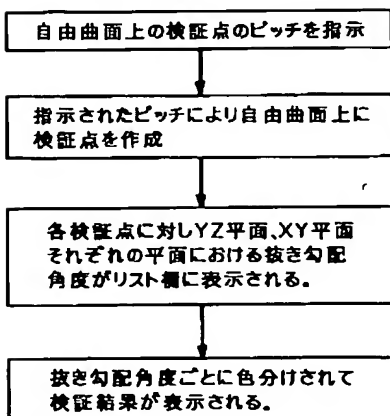 自由曲面上の検証点のピッチを指示
指示されたピッチにより自由曲面上に
検証点を作成
各検証点に対しYZ平面、XY平面
それぞれの平面における抜き勾配
角度がリスト欄に表示される。
抜き勾配角度ごとに色分けされて
検証結果が表示される。